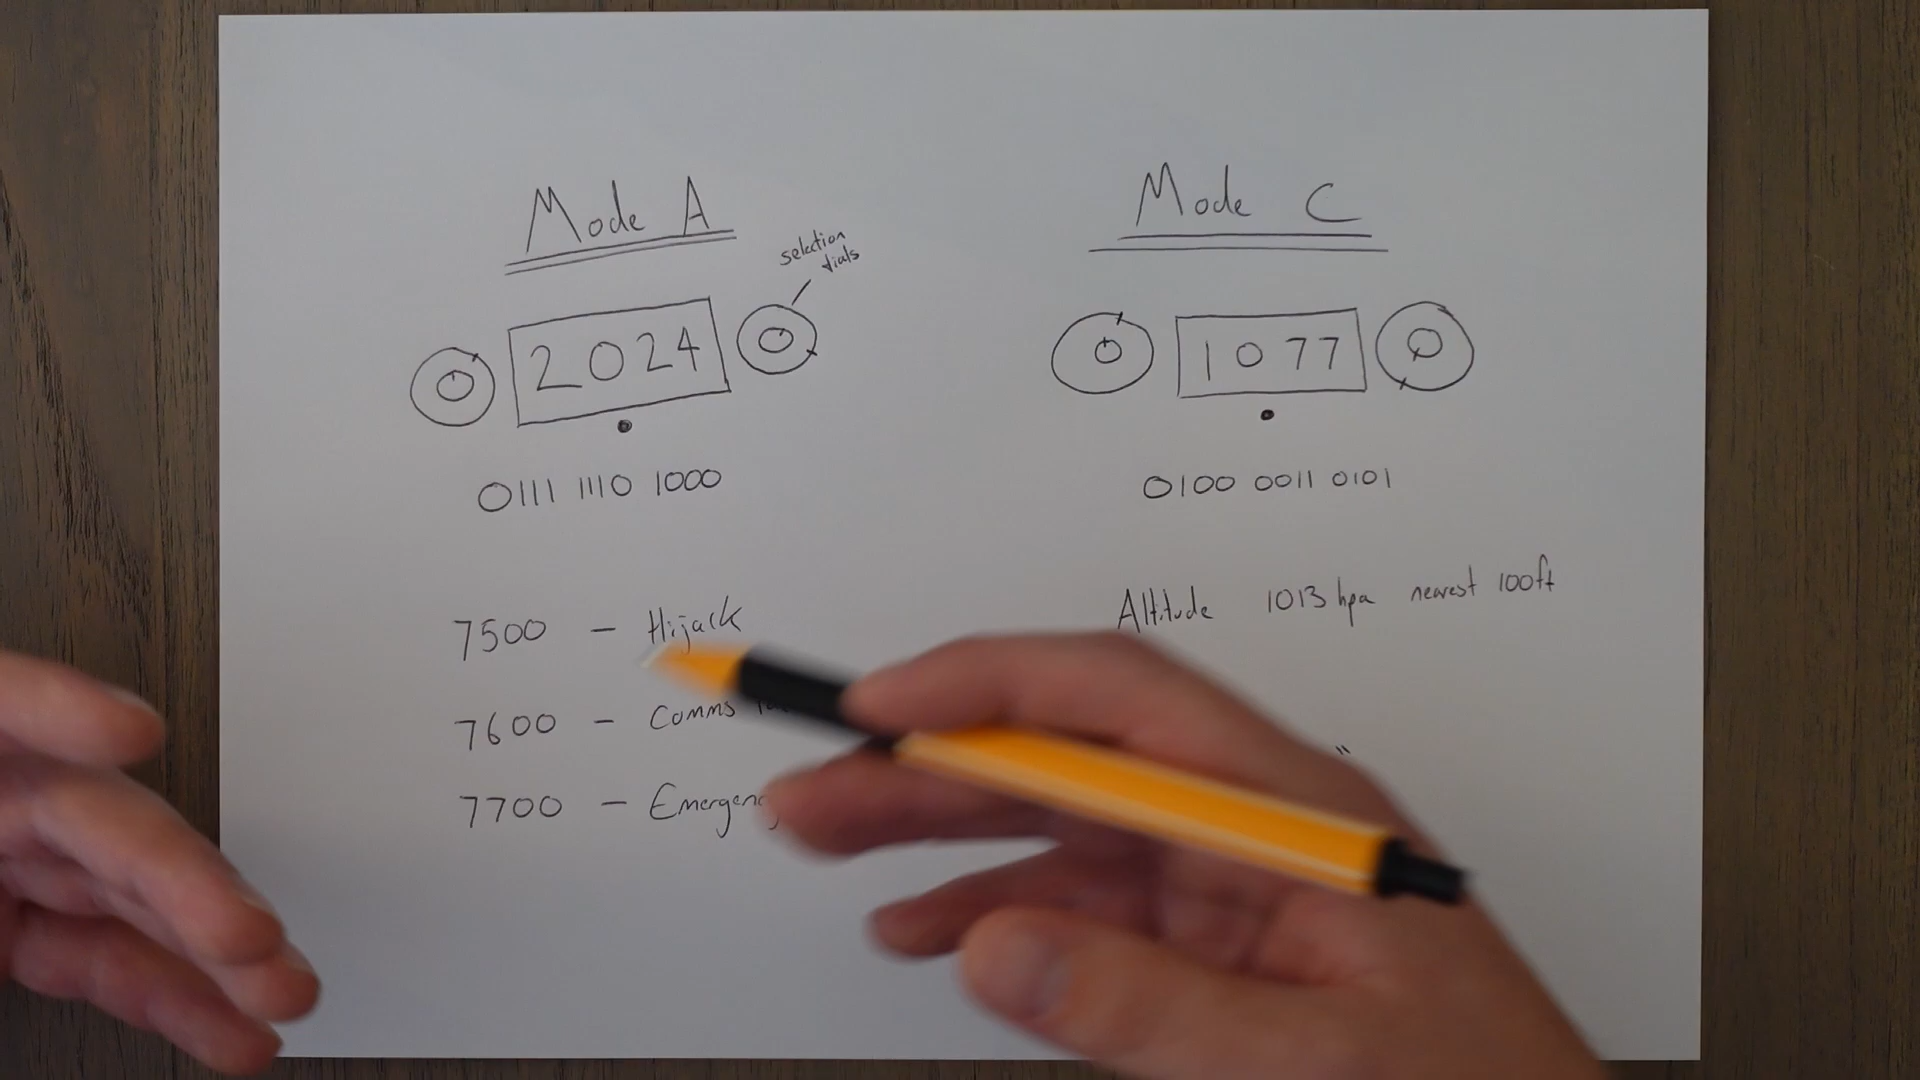 Mode A
selection
dials
2024
0111 1110 1000
7500 - Hijack
7600 - Comms
7700 - Emergency
Mode C
1077
0100 0011 0101
Altitude 1013 hpa nearest 100ft
"